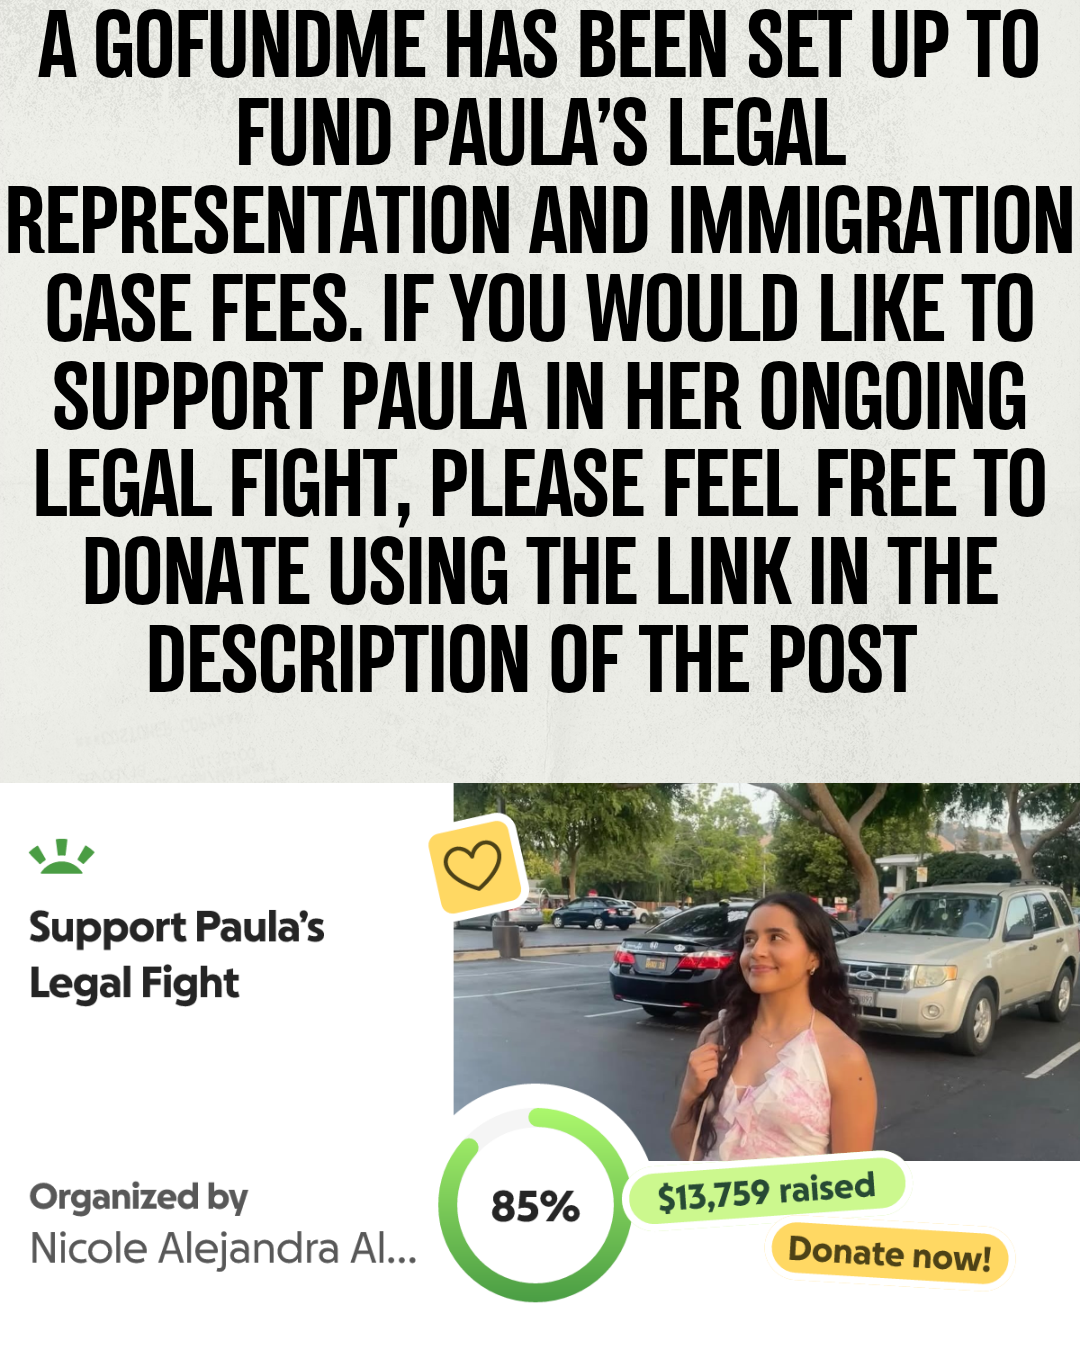 A GOFUNDME HAS BEEN SET UP TO
FUND PAULA’S LEGAL
REPRESENTATION AND IMMIGRATION
CASE FEES. IF YOU WOULD LIKE TO
SUPPORT PAULA IN HER ONGOING
LEGAL FIGHT, PLEASE FEEL FREE TO
DONATE USING THE LINK IN THE
DESCRIPTION OF THE POST
Support Paula’s
Legal Fight
Organized by
Nicole Alejandra Al...
85%
$13,759 raised
Donate now!